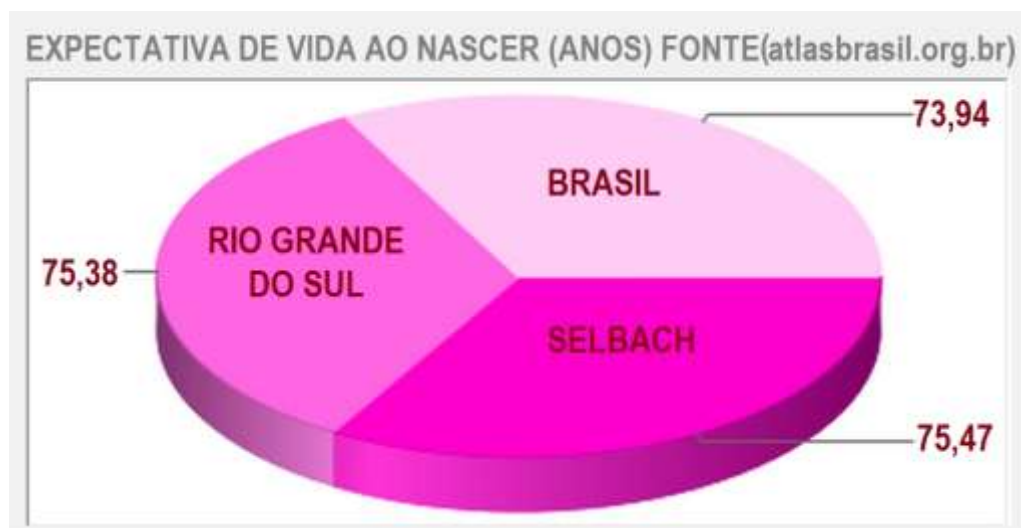 EXPECTATIVA DE VIDA AO NASCER (ANOS) FONTE(atlasbrasil.org.br)
73,94
BRASIL
RIO GRANDE
DO SUL
75,38
SELBACH
75,47